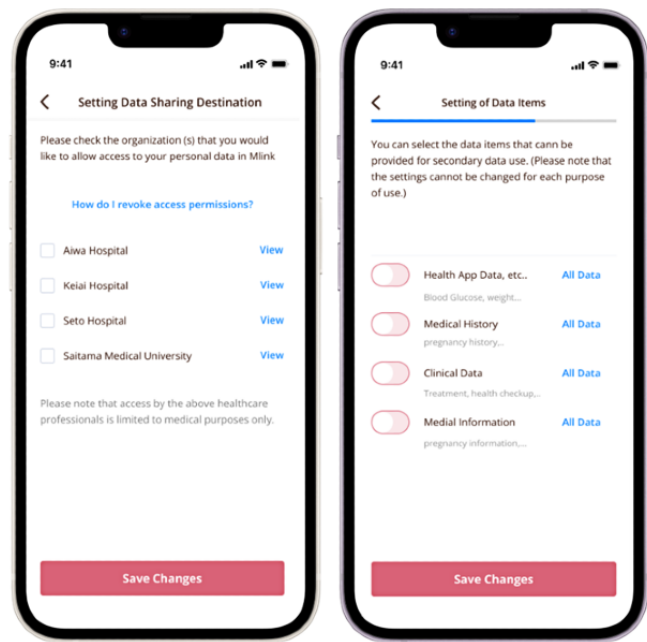 9:41
Setting Data Sharing Destination
Please check the organization (s) that you would
like to allow access to your personal data in Mlink
How do I revoke access permissions?
Aiwa Hospital View
Keiai Hospital View
Seto Hospital View
Saitama Medical University View
Please note that access by the above healthcare
professionals is limited to medical purposes only.
Save Changes
9:41
Setting of Data Items
You can select the data items that cann be
provided for secondary data use. (Please note that
the settings cannot be changed for each purpose
of use.)
Health App Data, etc.. All Data
Blood Glucose, weight...
Medical History All Data
pregnancy history...
Clinical Data All Data
Treatment, health checkup,..
Medial Information All Data
pregnancy information,...
Save Changes